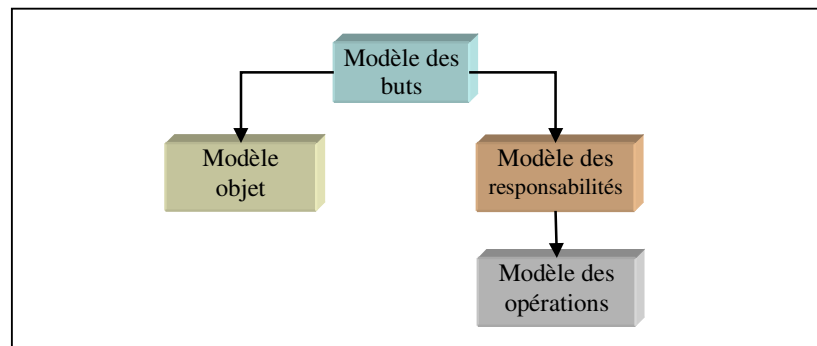 Modèle des
buts
Modèle
objet
Modèle des
responsabilités
Modèle des
opérations